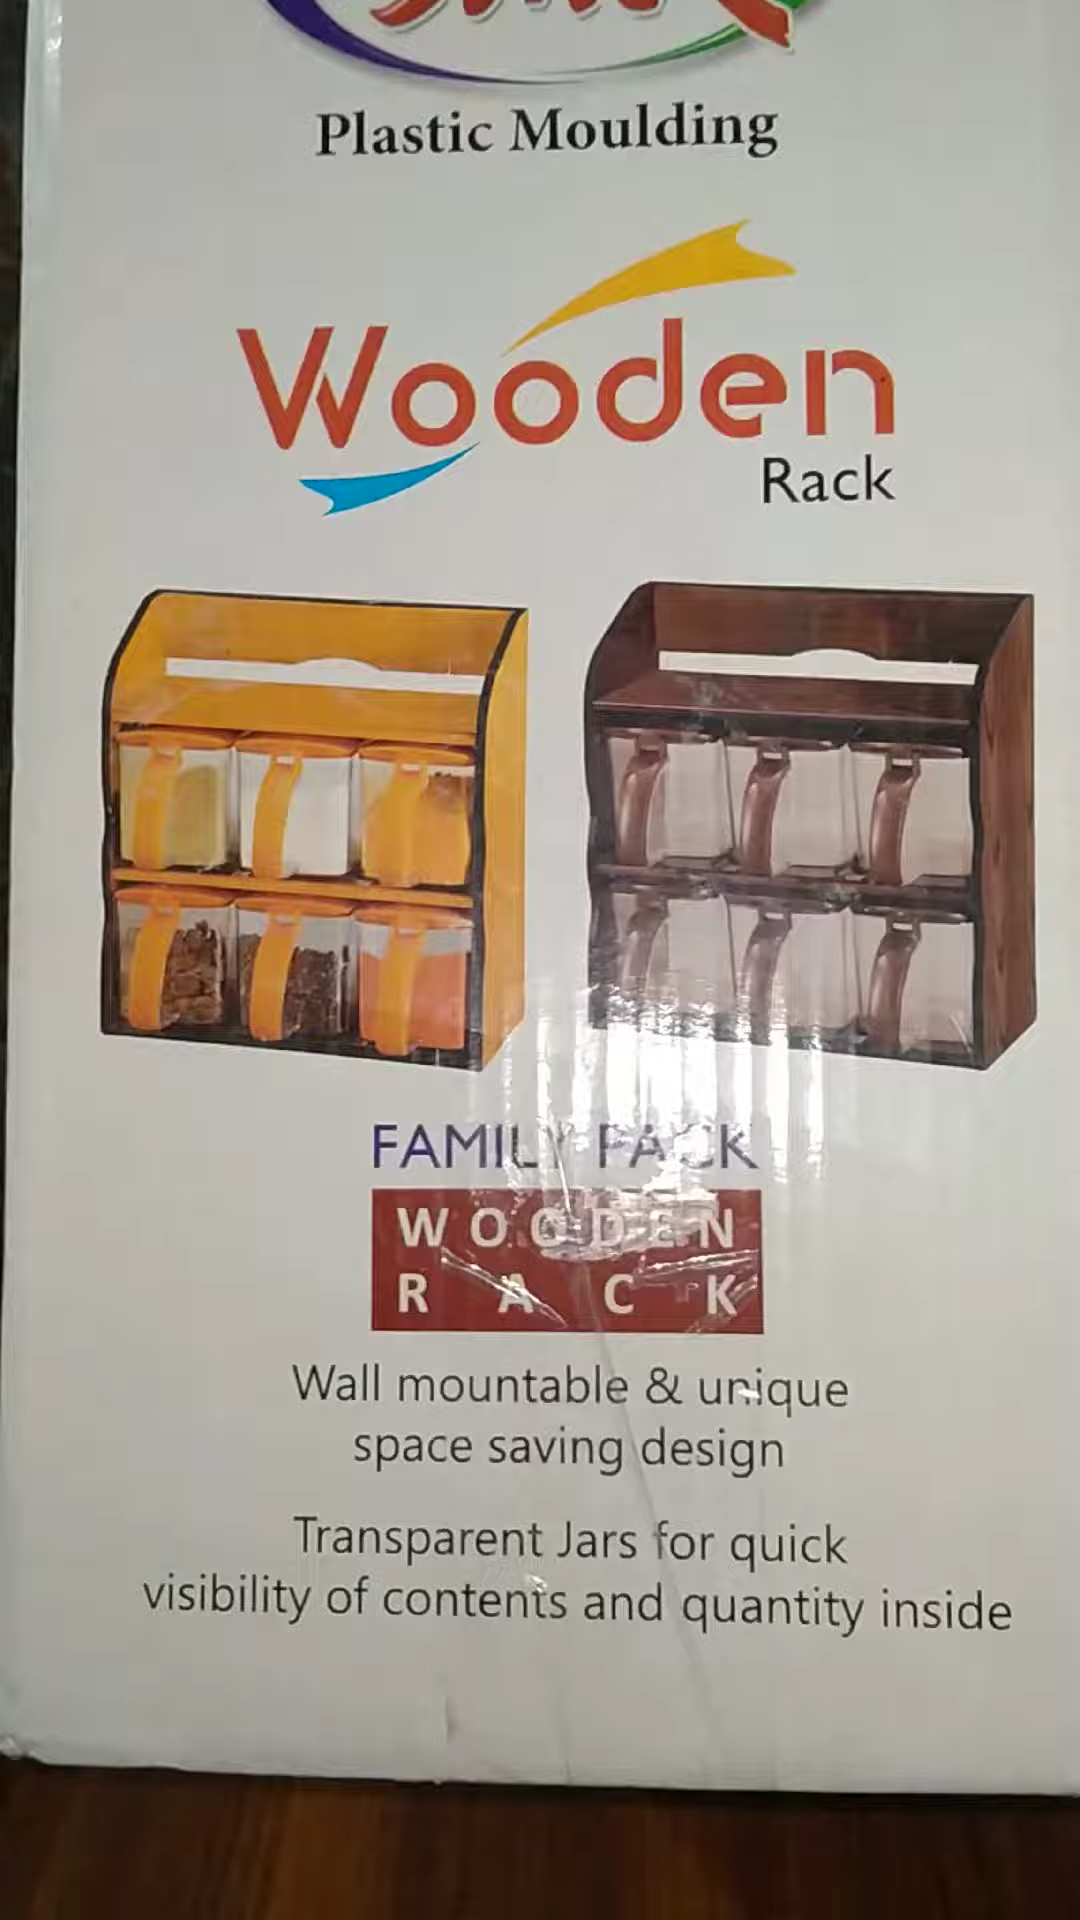 Plastic Moulding
Wooden
Rack
FAMILY PACK
WOODEN
RACK
Wall mountable & unique
space saving design
Transparent Jars for quick
visibility of contents and quantity inside